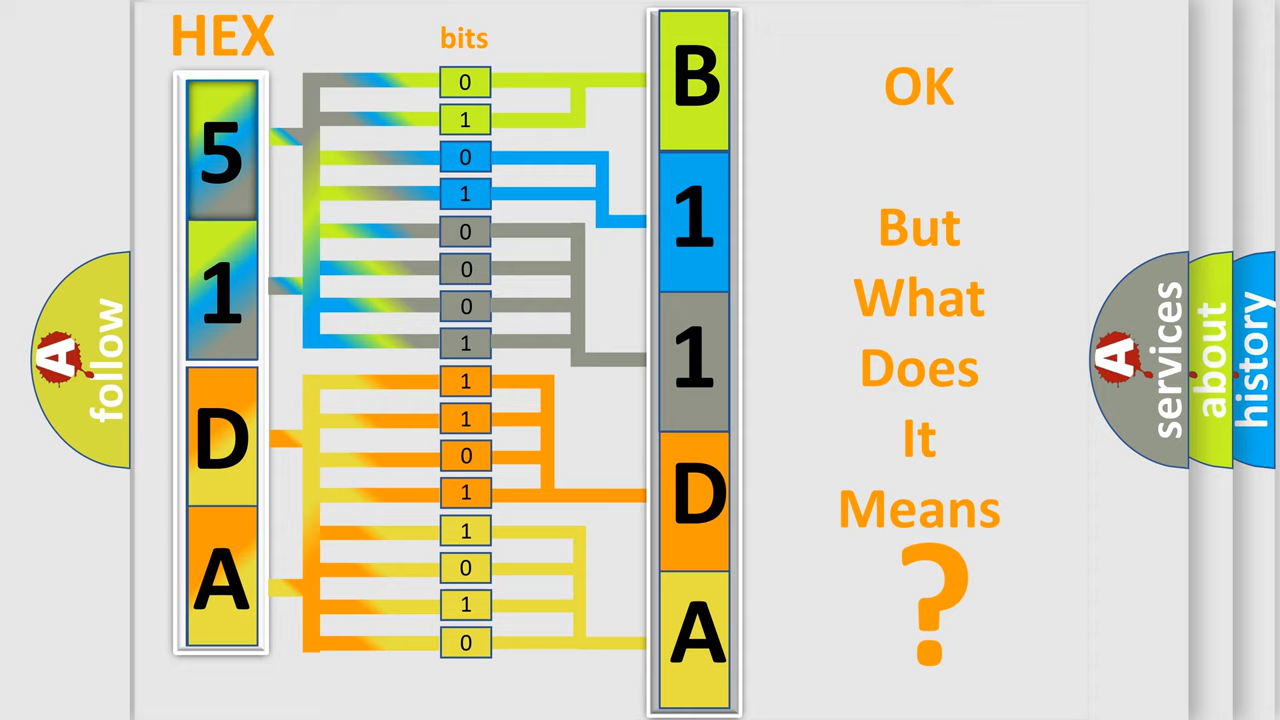 HEX
bits
5
1
D
A
0
1
0
1
0
0
0
1
1
1
0
1
1
0
1
0
B
1
1
D
A
OK
But
What
Does
It
Means
?
A
follow
A
services
about
history